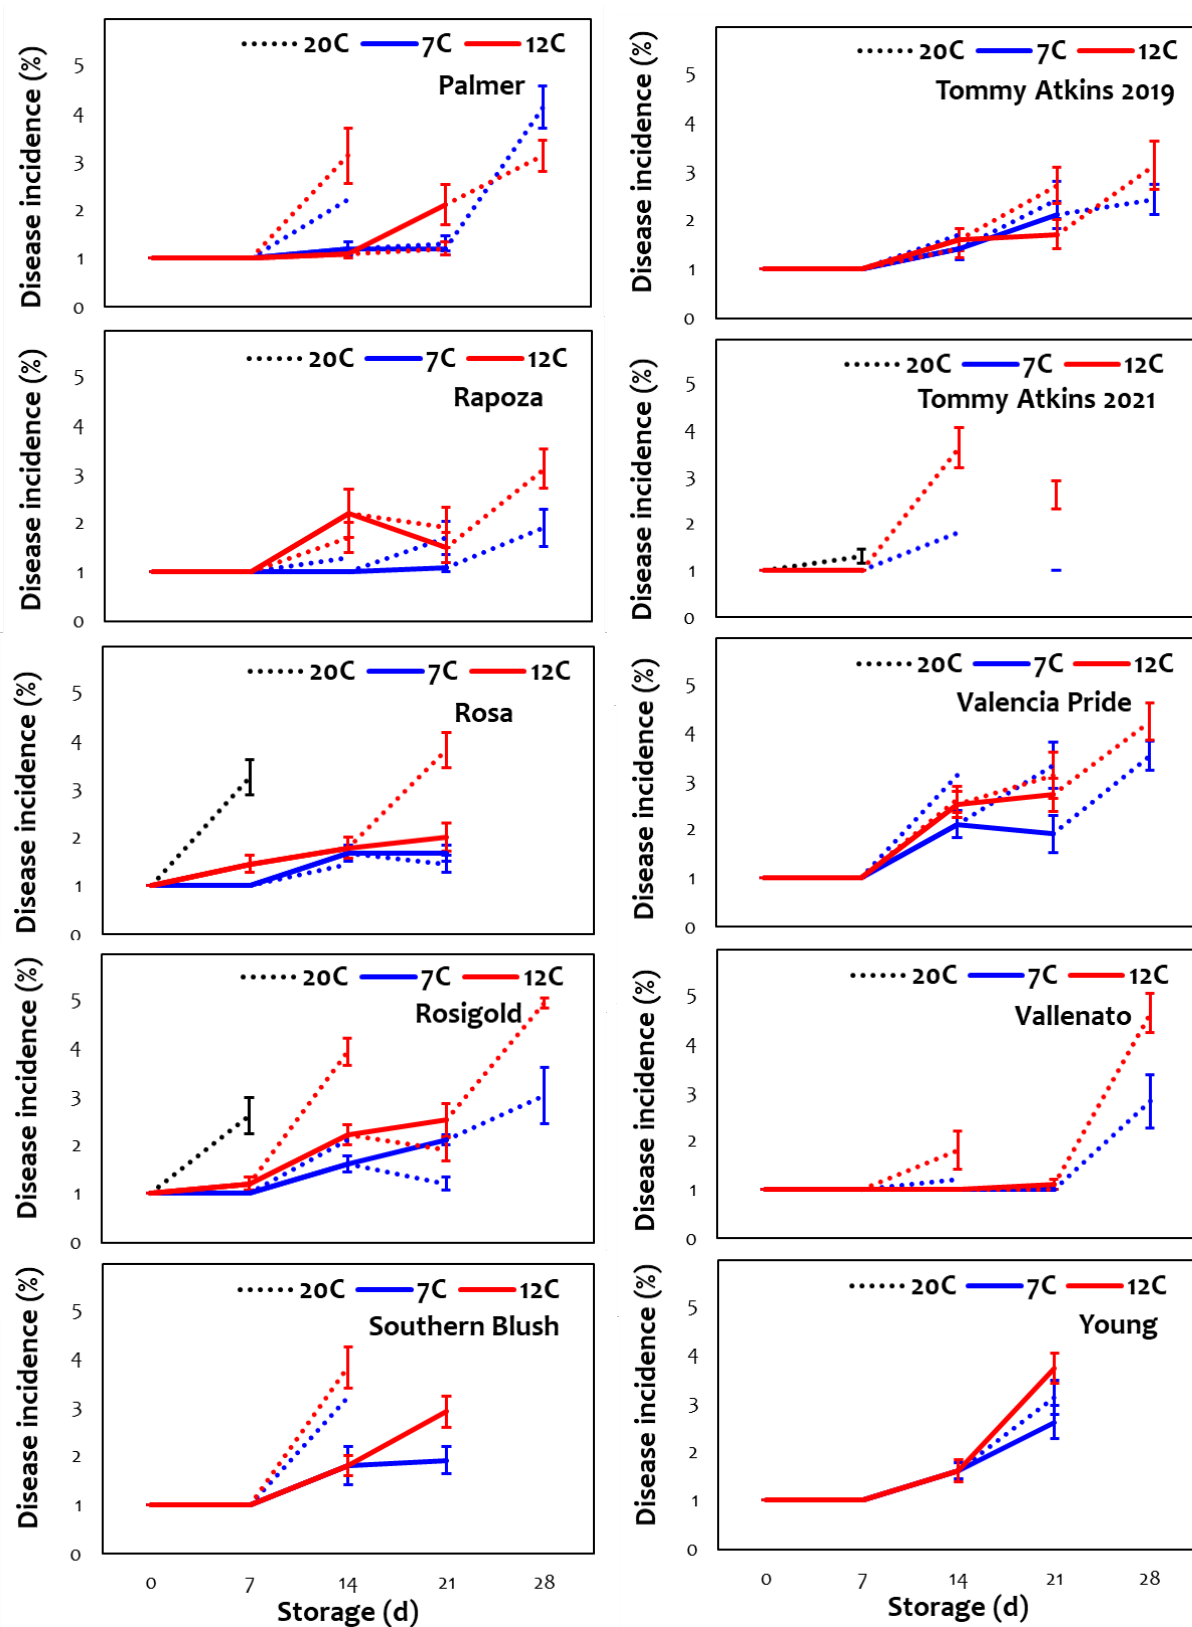 Disease incidence (%)
20C 7C 12C
Palmer
5
4
3
2
1
0
Disease incidence (%)
20C 7C 12C
Tommy Atkins 2019
5
4
3
2
1
0
Disease incidence (%)
20C 7C 12C
Rapoza
5
4
3
2
1
0
Disease incidence (%)
20C 7C 12C
Tommy Atkins 2021
5
4
3
2
1
0
Disease incidence (%)
20C 7C 12C
Rosa
5
4
3
2
1
0
Disease incidence (%)
20C 7C 12C
Valencia Pride
5
4
3
2
1
0
Disease incidence (%)
20C 7C 12C
Rosigold
5
4
3
2
1
0
Disease incidence (%)
20C 7C 12C
Vallenato
5
4
3
2
1
0
Disease incidence (%)
20C 7C 12C
Southern Blush
5
4
3
2
1
0
0 7 14 21 28
Storage (d)
Disease incidence (%)
20C 7C 12C
Young
5
4
3
2
1
0
0 7 14 21 28
Storage (d)